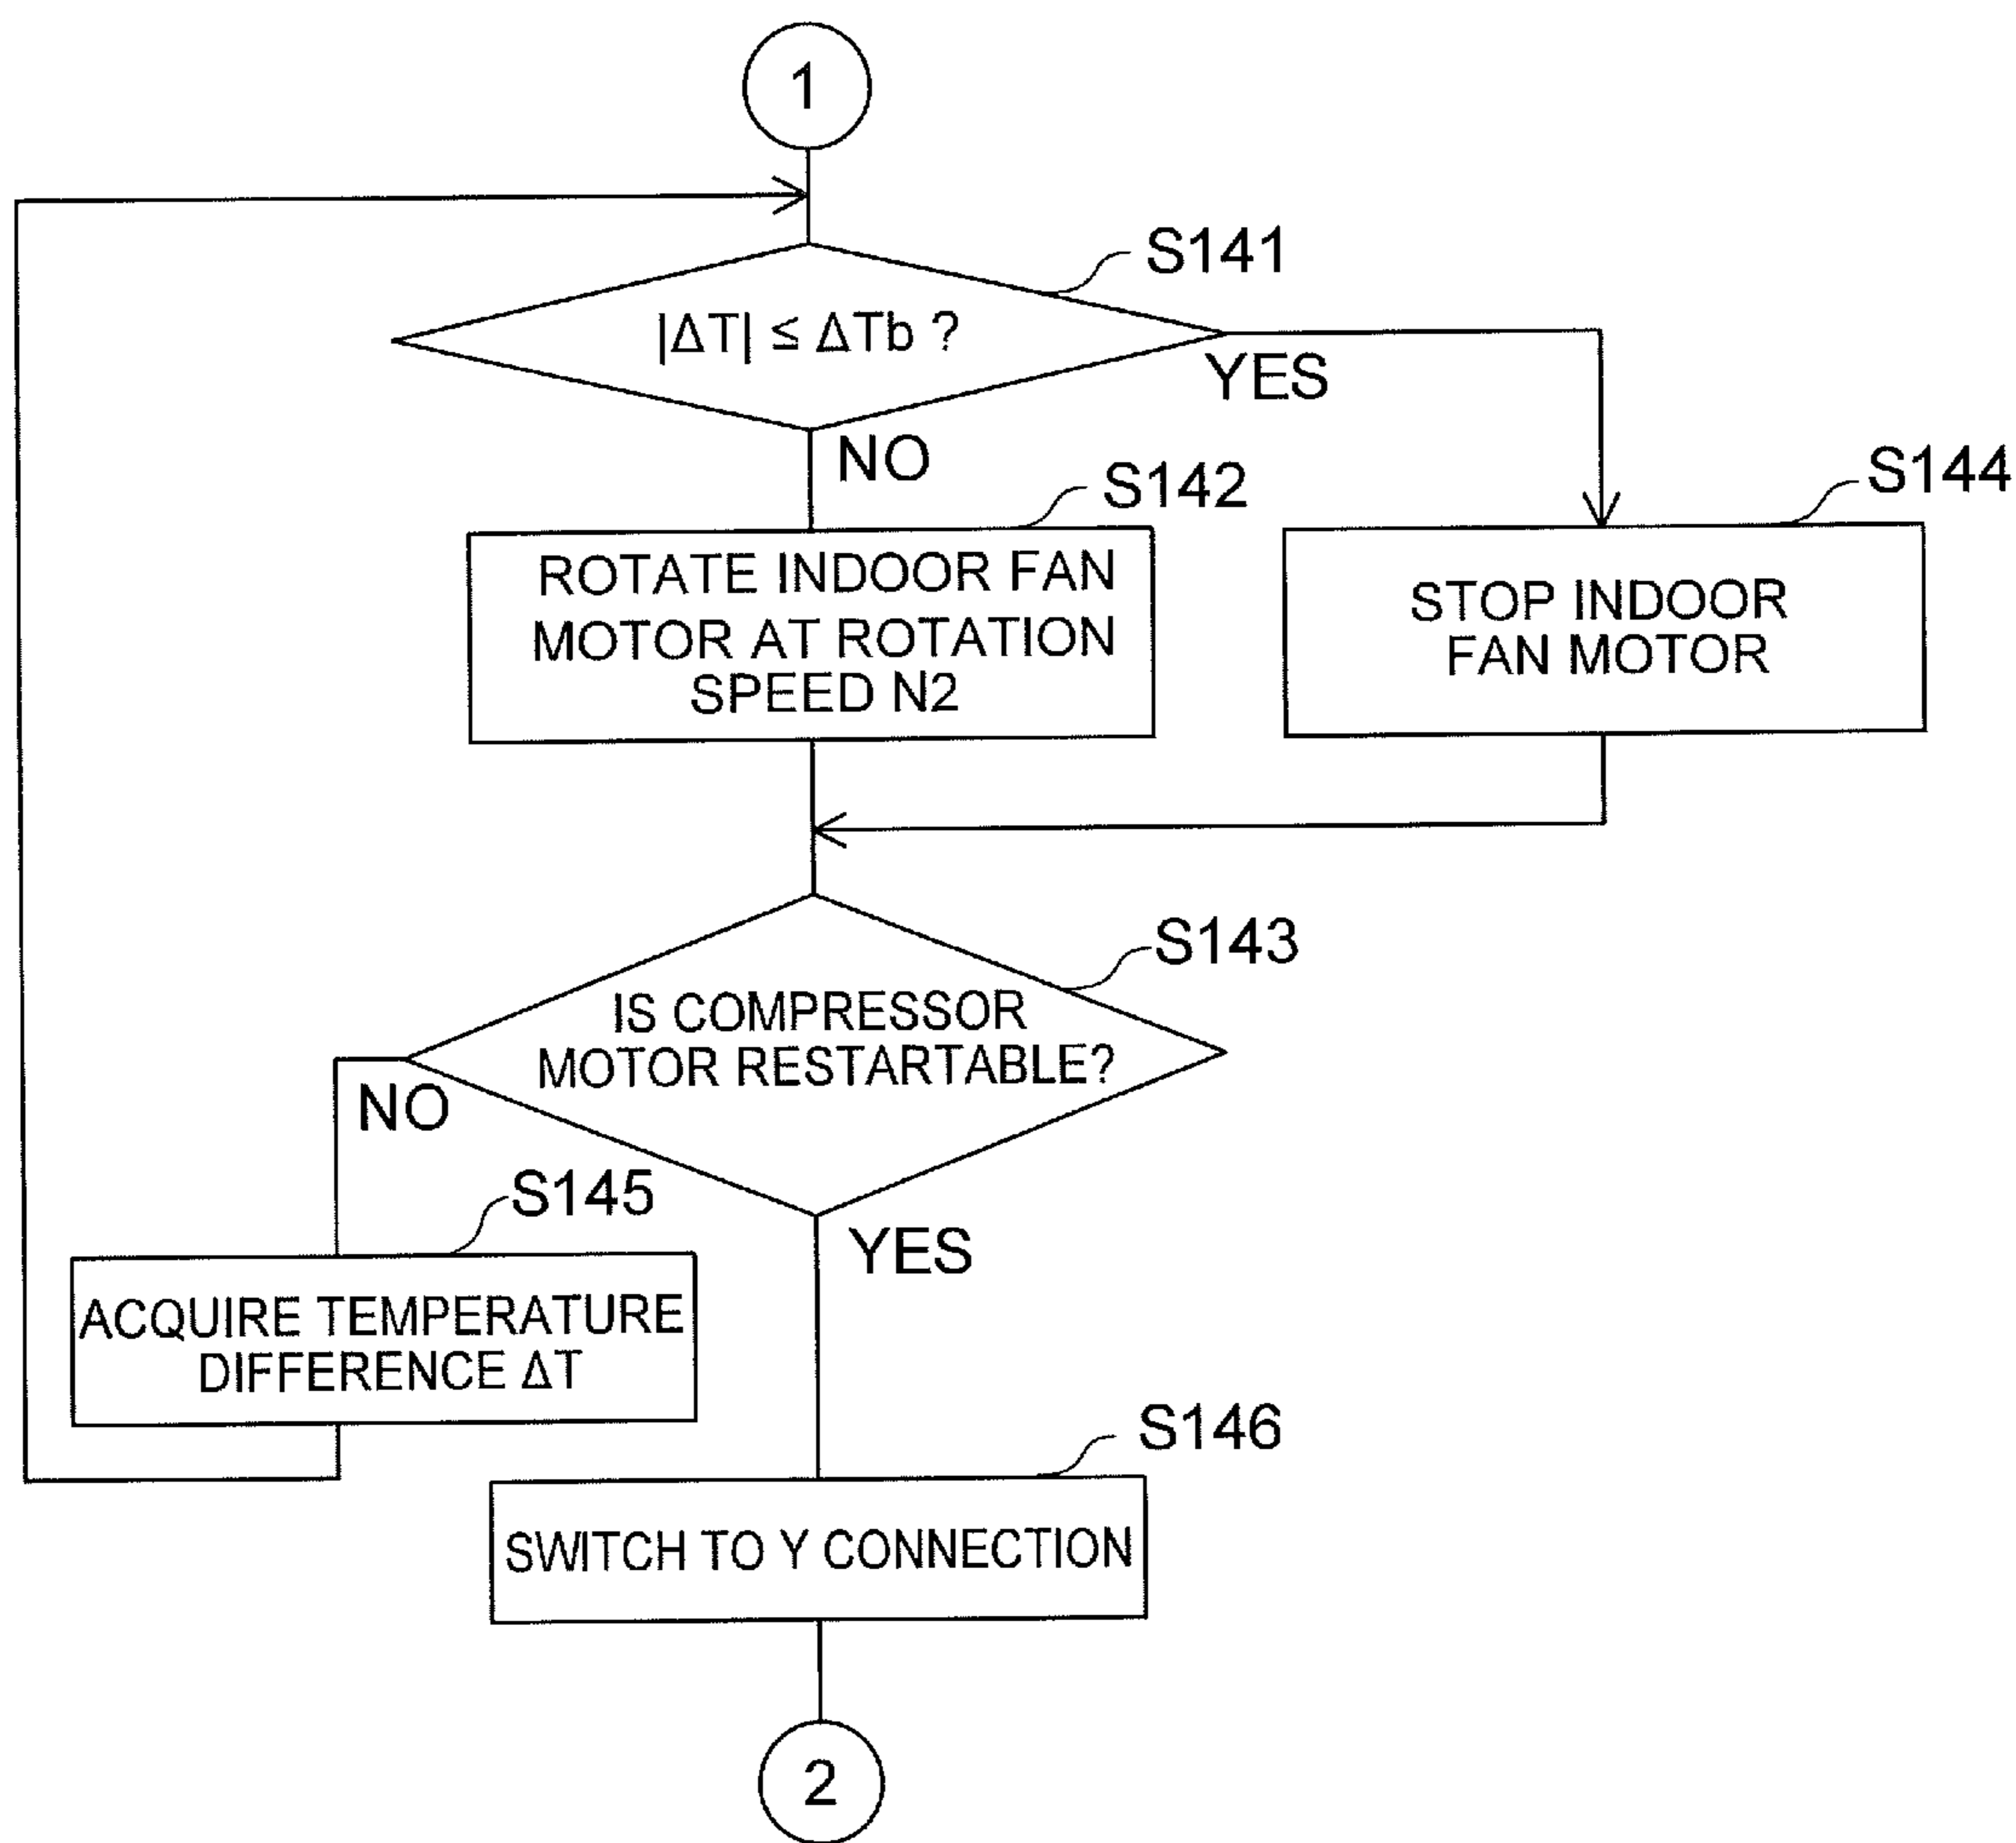 1
S141
|ΔT| ≤ ΔTb ?
YES
NO
S142
S144
ROTATE INDOOR FAN
MOTOR AT ROTATION
SPEED N2
STOP INDOOR
FAN MOTOR
S143
IS COMPRESSOR
MOTOR RESTARTABLE?
NO
S145
YES
ACQUIRE TEMPERATURE
DIFFERENCE ΔT
S146
SWITCH TO Y CONNECTION
2